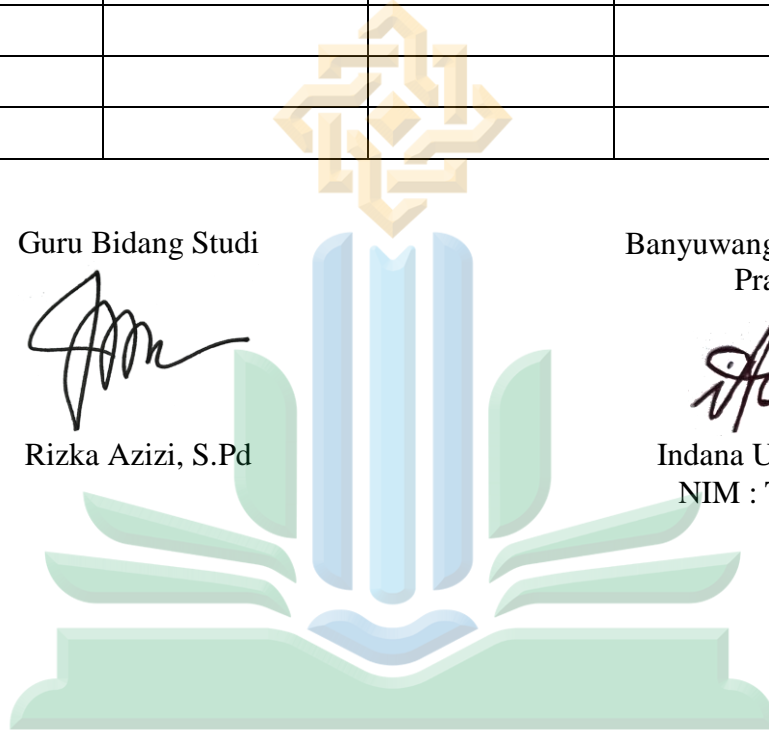 Guru Bidang Studi
Rizka Azizi, S.Pd
Banyuwang
Pra
Indana U
NIM : T